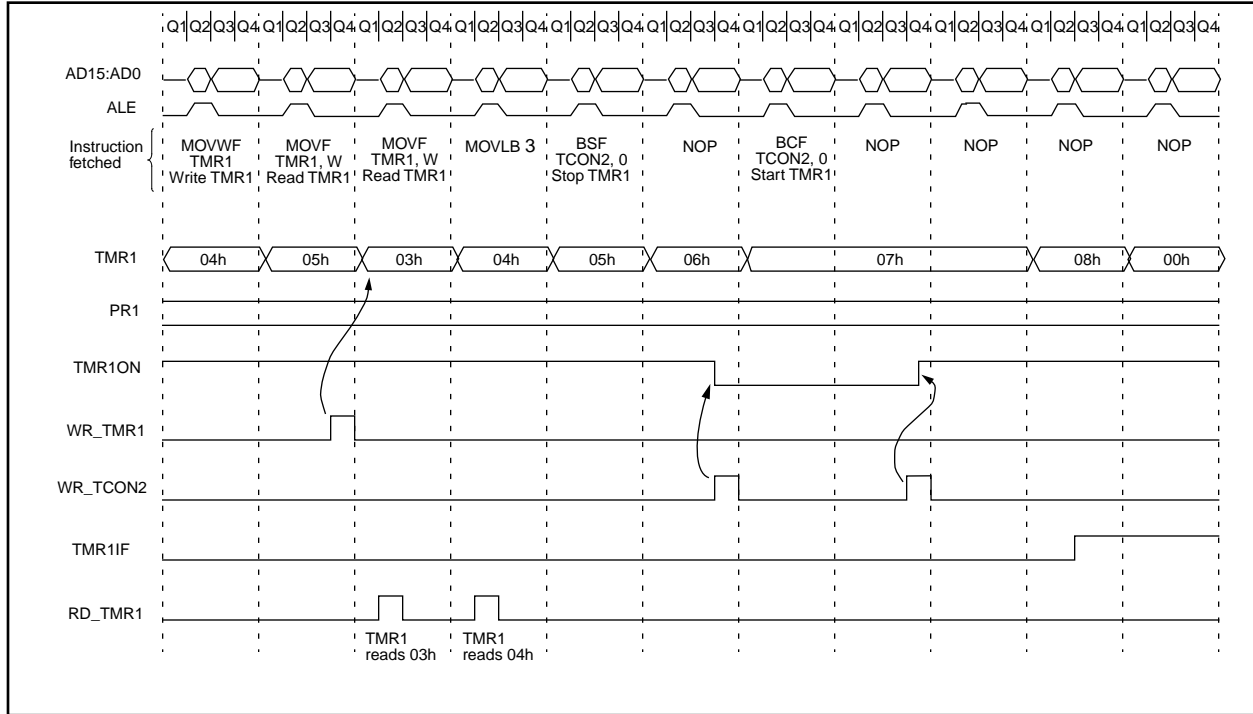 Q1 Q2 Q3 Q4 Q1 Q2 Q3 Q4 Q1 Q2 Q3 Q4 Q1 Q2 Q3 Q4 Q1 Q2 Q3 Q4 Q1 Q2 Q3 Q4 Q1 Q2 Q3 Q4 Q1 Q2 Q3 Q4 Q1 Q2 Q3 Q4 Q1 Q2 Q3 Q4 Q1 Q2 Q3 Q4
AD15:AD0
ALE
Instruction
fetched
MOVWF
TMR1
Write TMR1
MOVF
TMR1, W
Read TMR1
MOVF
TMR1, W
Read TMR1
MOVLB 3
BSF
TCON2, 0
Stop TMR1
NOP
BCF
TCON2, 0
Start TMR1
NOP
NOP
NOP
NOP
TMR1 04h 05h 03h 04h 05h 06h 07h 08h 00h
PR1
TMR1ON
WR_TMR1
WR_TCON2
TMR1IF
RD_TMR1
TMR1
reads 03h
TMR1
reads 04h